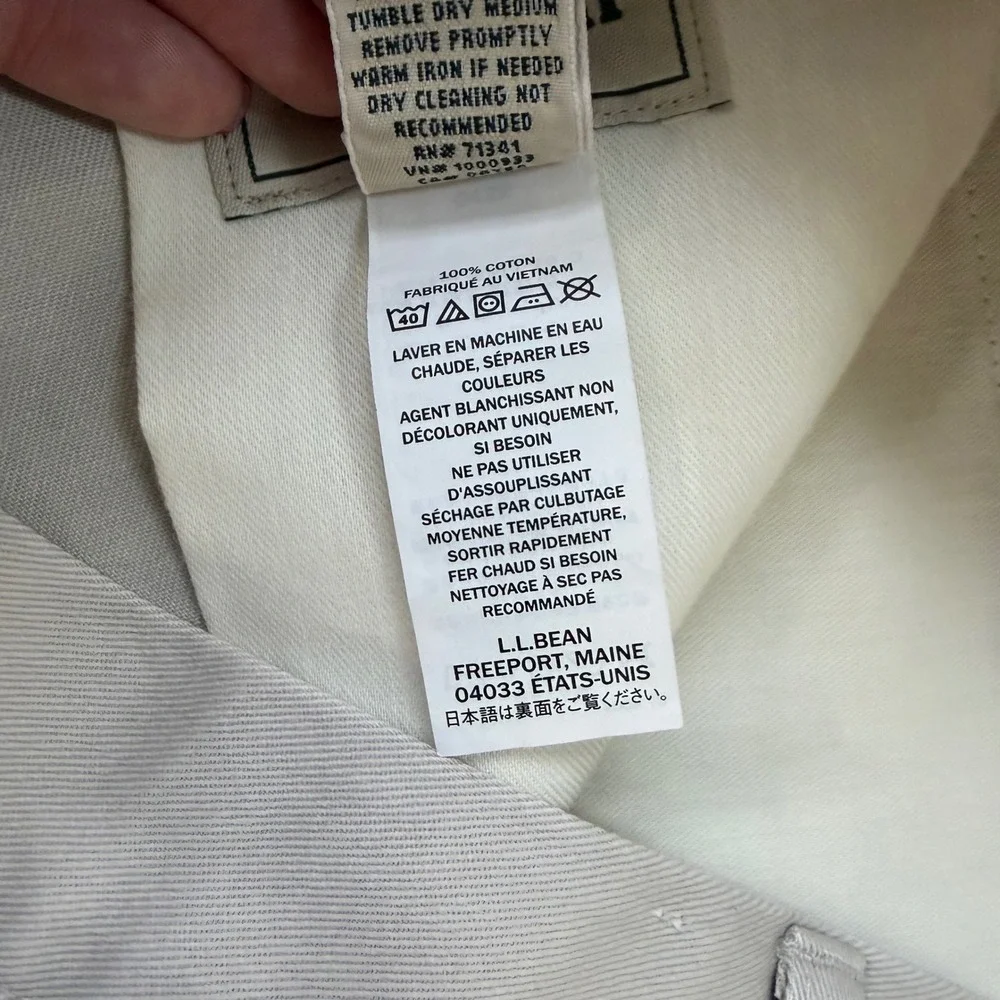 TUMBLE DRY MEDIUM
REMOVE PROMPTLY
WARM IRON IF NEEDED
DRY CLEANING NOT
RECOMMENDED
RN# 71341
VN# 1000933
100% COTON
FABRIQUÉ AU VIETNAM
40
LAVER EN MACHINE EN EAU
CHAUDE, SÉPARER LES
COULEURS
AGENT BLANCHISSANT NON
DÉCOLORANT UNIQUEMENT,
SI BESOIN
NE PAS UTILISER
D'ASSOUPLISSANT
SÉCHAGE PAR CULBUTAGE
MOYENNE TEMPÉRATURE,
SORTIR RAPIDEMENT
FER CHAUD SI BESOIN
NETTOYAGE À SEC PAS
RECOMMANDÉ
L.L.BEAN
FREEPORT, MAINE
04033 ÉTATS-UNIS
日本語は裏面をご覧ください。